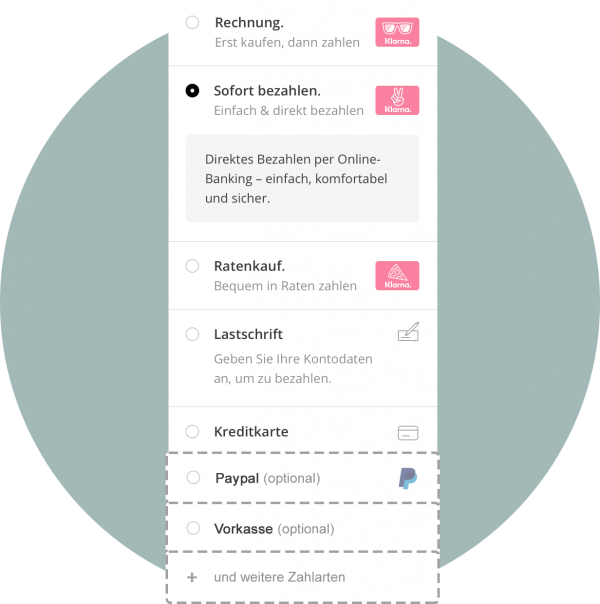 Rechnung.
Erst kaufen, dann zahlen
Klarna.
Sofort bezahlen.
Einfach & direkt bezahlen
Klarna.
Direktes Bezahlen per Online-
Banking – einfach, komfortabel
und sicher.
Ratenkauf.
Bequem in Raten zahlen
Klarna.
Lastschrift
Geben Sie Ihre Kontodaten
an, um zu bezahlen.
Kreditkarte
Paypal (optional)
Vorkasse (optional)
+ und weitere Zahlarten